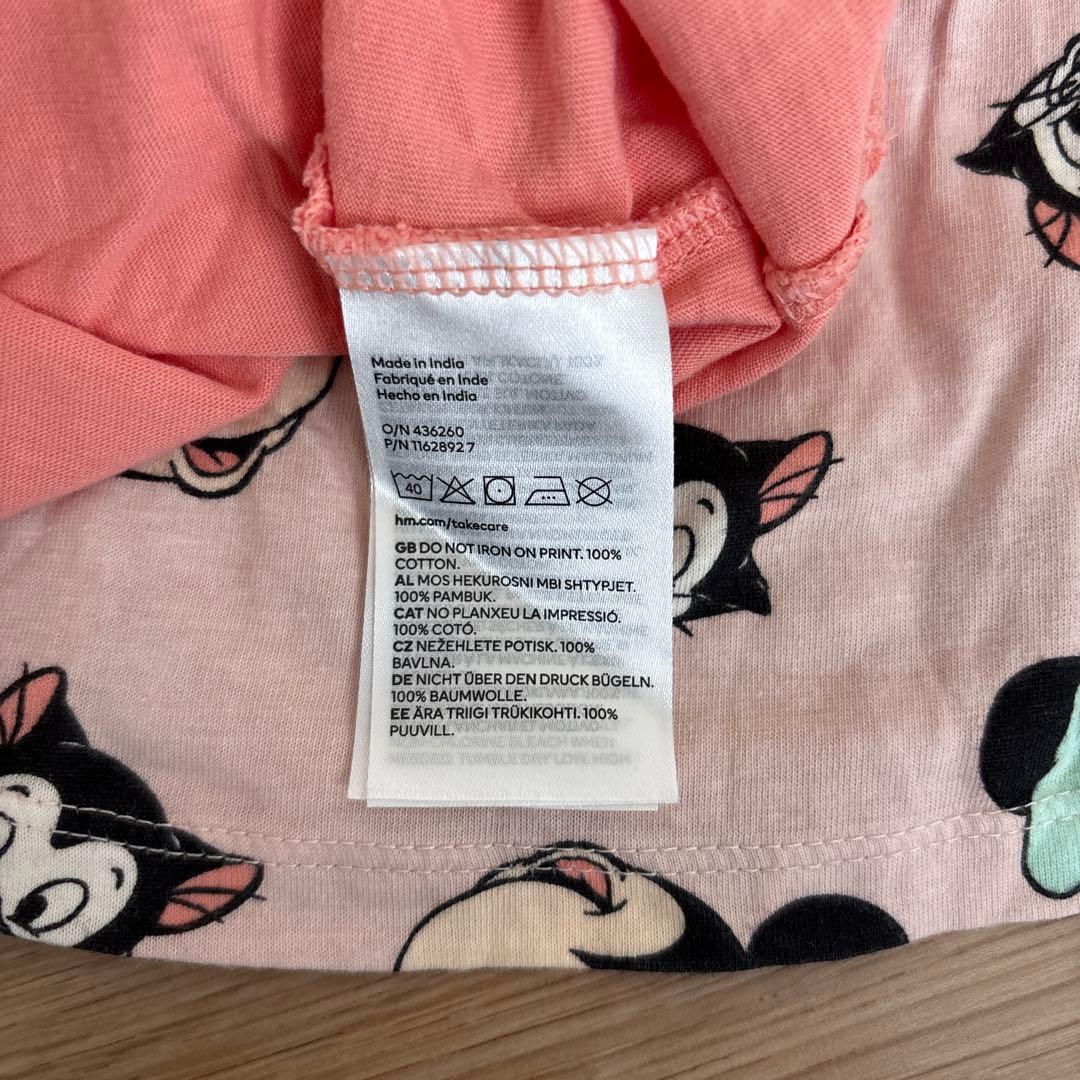 Made in India
Fabriqué en Inde
Hecho en India
O/N 436260
P/N 11628927
40
hm.com/takecare
GB DO NOT IRON ON PRINT. 100%
COTTON.
AL MOS HEKUROSNI MBI SHTYPJET.
100% PAMBUK.
CAT NO PLANXEU LA IMPRESSIÓ.
100% COTÓ.
CZ NEŽEHLETE POTISK. 100%
BAVLNA.
DE NICHT ÜBER DEN DRUCK BÜGELN.
100% BAUMWOLLE.
EE ÄRA TRIIGI TRÜKIKOHTI. 100%
PUUVILL.